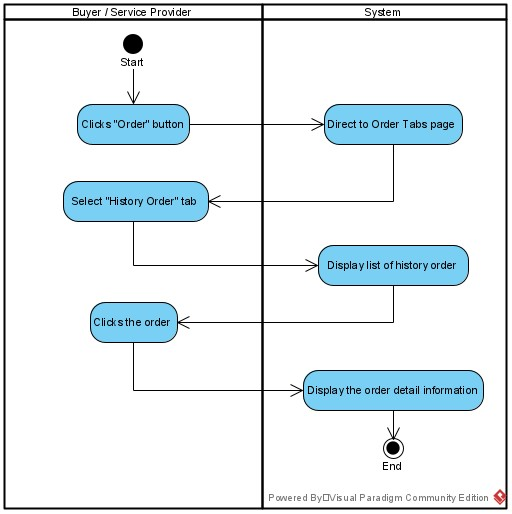 Buyer / Service Provider
System
Start
Clicks "Order" button
Direct to Order Tabs page
Select "History Order" tab
Display list of history order
Clicks the order
Display the order detail information
End
Powered By Visual Paradigm Community Edition